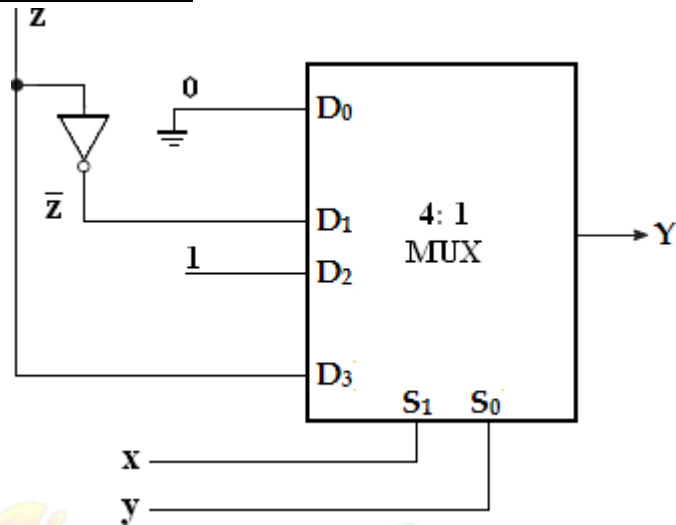 z
0
D₀
z̄
D₁
4: 1
MUX
Y
1
D₂
D₃
S₁ S₀
x
y